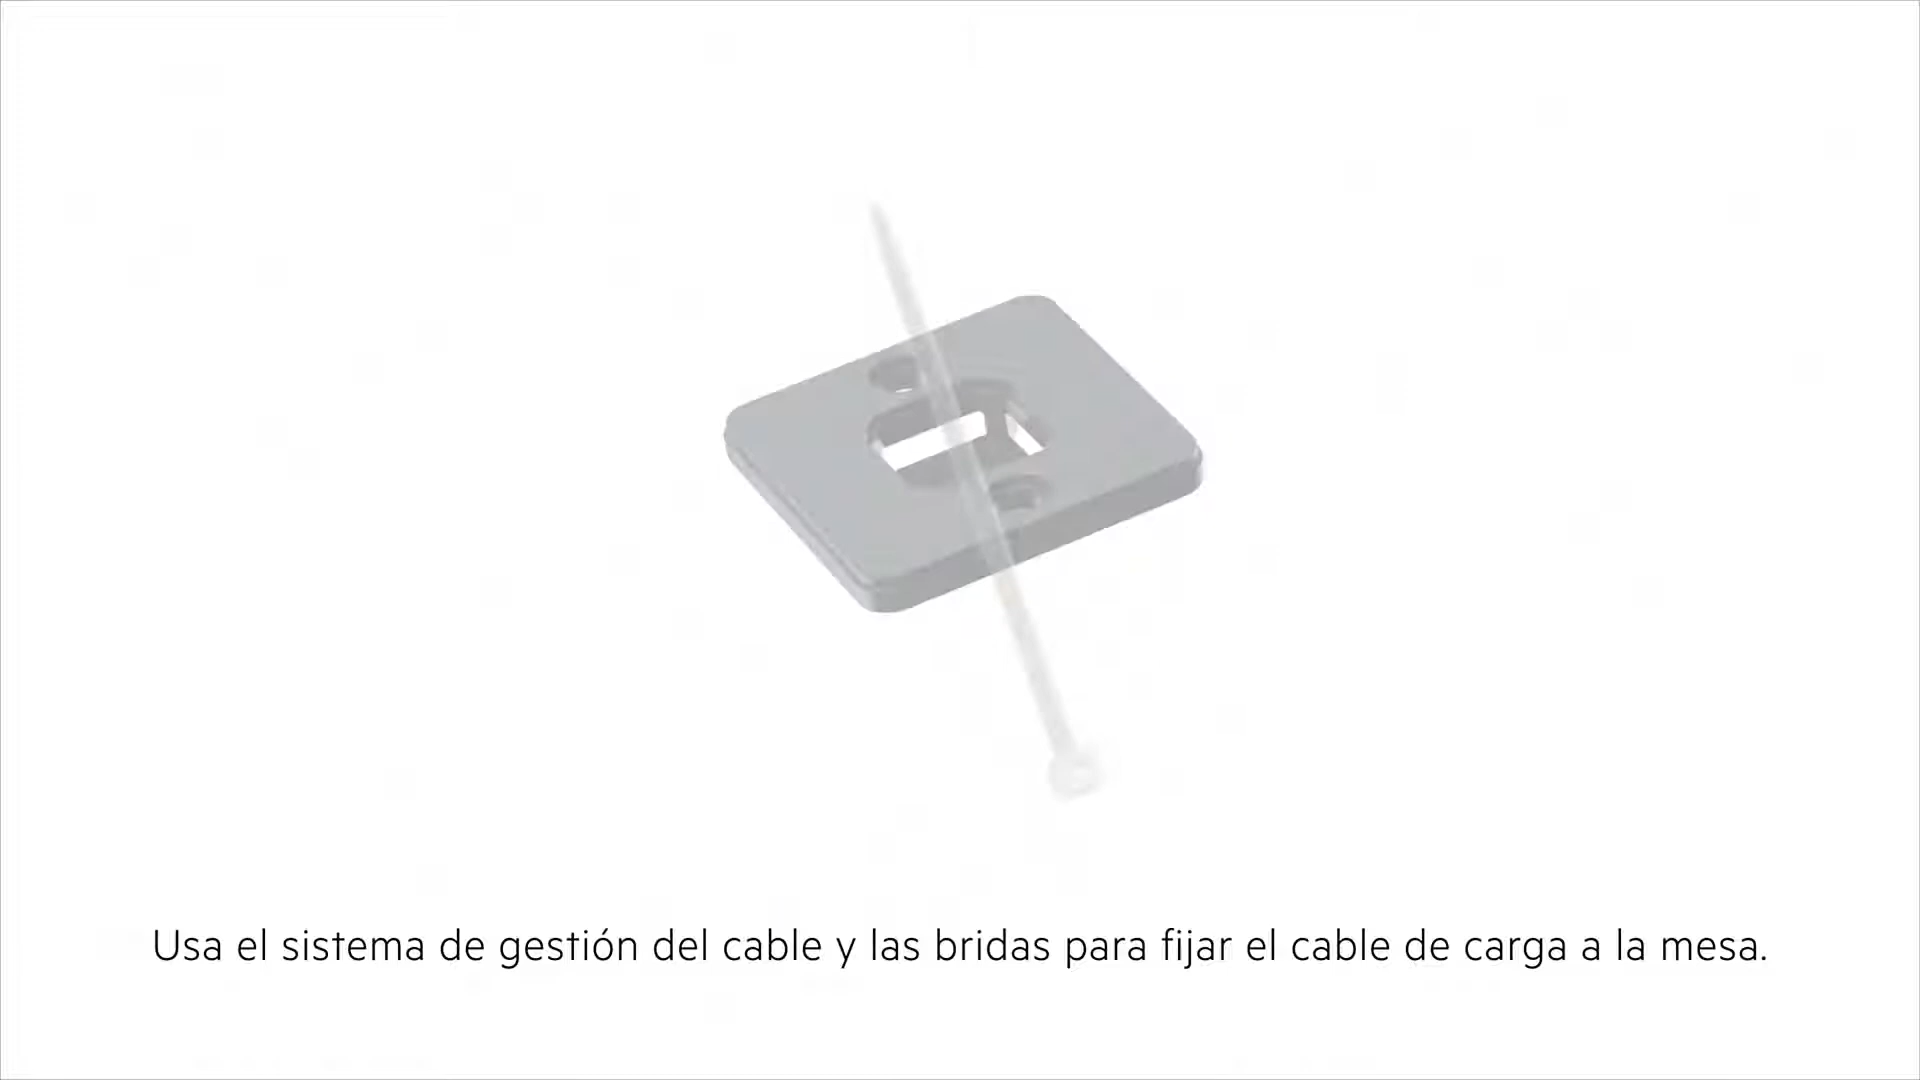 Usa el sistema de gestión del cable y las bridas para fijar el cable de carga a la mesa.